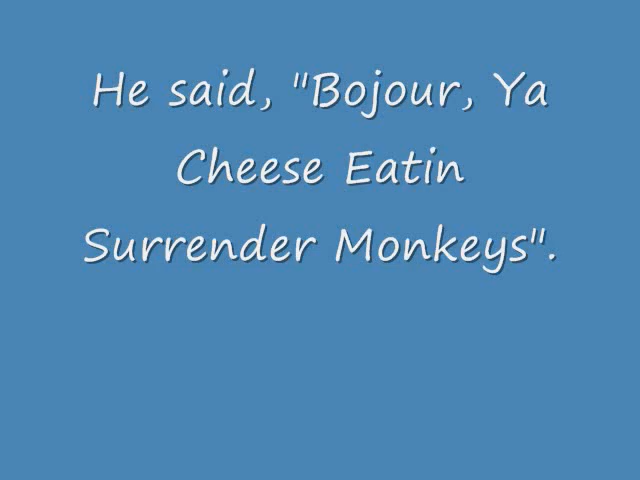 He said, "Bojour, Ya
Cheese Eatin
Surrender Monkeys".